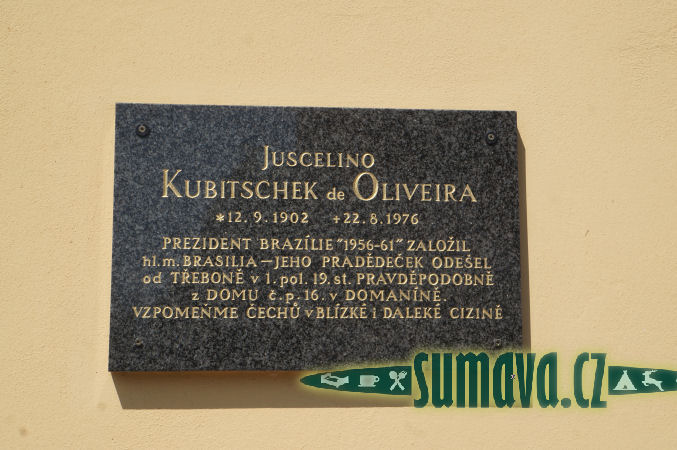 JUSCELINO
KUBITSCHEK de OLIVEIRA
*12.9.1902 +22.8.1976
PREZIDENT BRAZÍLIE "1956-61" ZALOŽIL
hl.m. BRASILIA – JEHO PRADĚDEČEK ODEŠEL
od TŘEBONĚ v 1.pol.19.st. PRAVDĚPODOBNĚ
z DOMU č.p.16. v DOMANÍNĚ.
VZPOMEŇME ČECHŮ v BLÍZKÉ i DALEKÉ CIZINĚ
sumava.cz